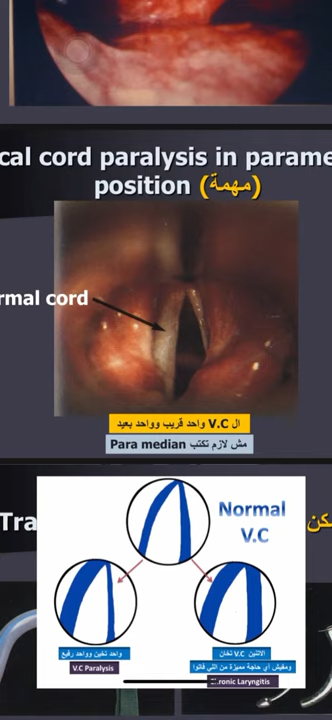 cal cord paralysis in parame
position (مهمة)
rmal cord
ال V.C واحد قريب وواحد بعيد
مش لازم تكتب Para median
Tra
Normal
V.C
كن
واحد تخين وواحد رفيع
V.C Paralysis
الاتنين V.C تخان
ومفيش أي حاجة مميزة من اللي فاتوا
ronic Laryngitis